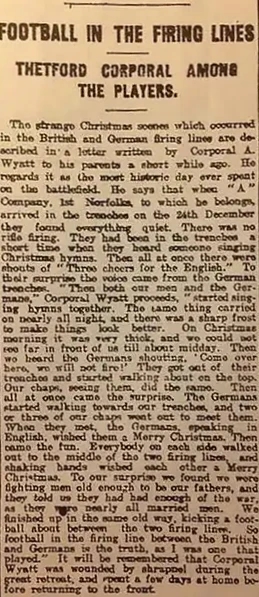 FOOTBALL IN THE FIRING LINES
THETFORD CORPORAL AMONG
THE PLAYERS.
The strange Christmas scenes which occurred
in the British and German firing lines are de-
scribed in a letter written by Corporal A.
Wyatt to his parents a short while ago. He
regards it as the most historic day ever spent
on the battlefield. He says that when "A"
Company, 1st Norfolks, to which he belongs,
arrived in the trenches on the 24th December
they found everything quiet. There was no
rifle firing. They had been in the trenches a
short time when they heard someone singing
Christmas hymns. Then all at once there were
shouts of "Three cheers for the English." To
their surprise the voice came from the German
trenches. "Then both our men and the Ger-
mans," Corporal Wyatt proceeds, "started sing-
ing hymns together. The same thing carried
on nearly all night, and there was a sharp frost
to make things look better. On Christmas
morning it was very thick, and we could not
see far in front of us till about midday. Then
we heard the Germans shouting, 'Come over
here, we will not fire!' They got out of their
trenches and started walking about on the top.
Our chaps, seeing them, did the same. Then
all at once came the surprise. The Germans
started walking towards our trenches, and two
or three of our chaps went out to meet them.
When they met, the Germans, speaking in
English, wished them a Merry Christmas. Then
came the fun. Everybody on each side walked
out to the middle of the two firing lines, and
shaking hands wished each other a Merry
Christmas. To our surprise we found we were
fighting men old enough to be our fathers, and
they told us they had had enough of the war,
as they were nearly all married men. We
finished up in the same old way, kicking a foot-
ball about between the two firing lines. So
football in the firing line between the British
and Germans is the truth, as I was one that
played." It will be remembered that Corporal
Wyatt was wounded by shrapnel during the
great retreat, and spent a few days at home be-
fore returning to the front.